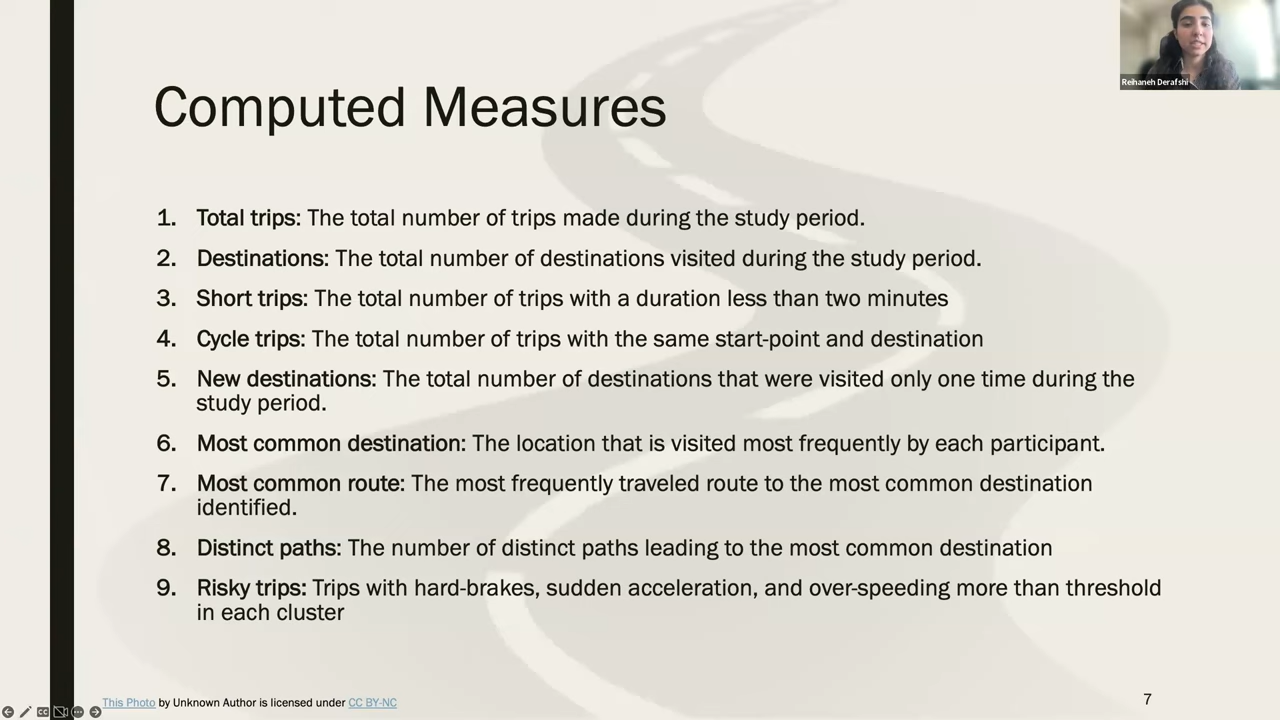 Reihaneh Derafshi
Computed Measures
1. Total trips: The total number of trips made during the study period.
2. Destinations: The total number of destinations visited during the study period.
3. Short trips: The total number of trips with a duration less than two minutes
4. Cycle trips: The total number of trips with the same start-point and destination
5. New destinations: The total number of destinations that were visited only one time during the
study period.
6. Most common destination: The location that is visited most frequently by each participant.
7. Most common route: The most frequently traveled route to the most common destination
identified.
8. Distinct paths: The number of distinct paths leading to the most common destination
9. Risky trips: Trips with hard-brakes, sudden acceleration, and over-speeding more than threshold
in each cluster
This Photo by Unknown Author is licensed under CC BY-NC
7